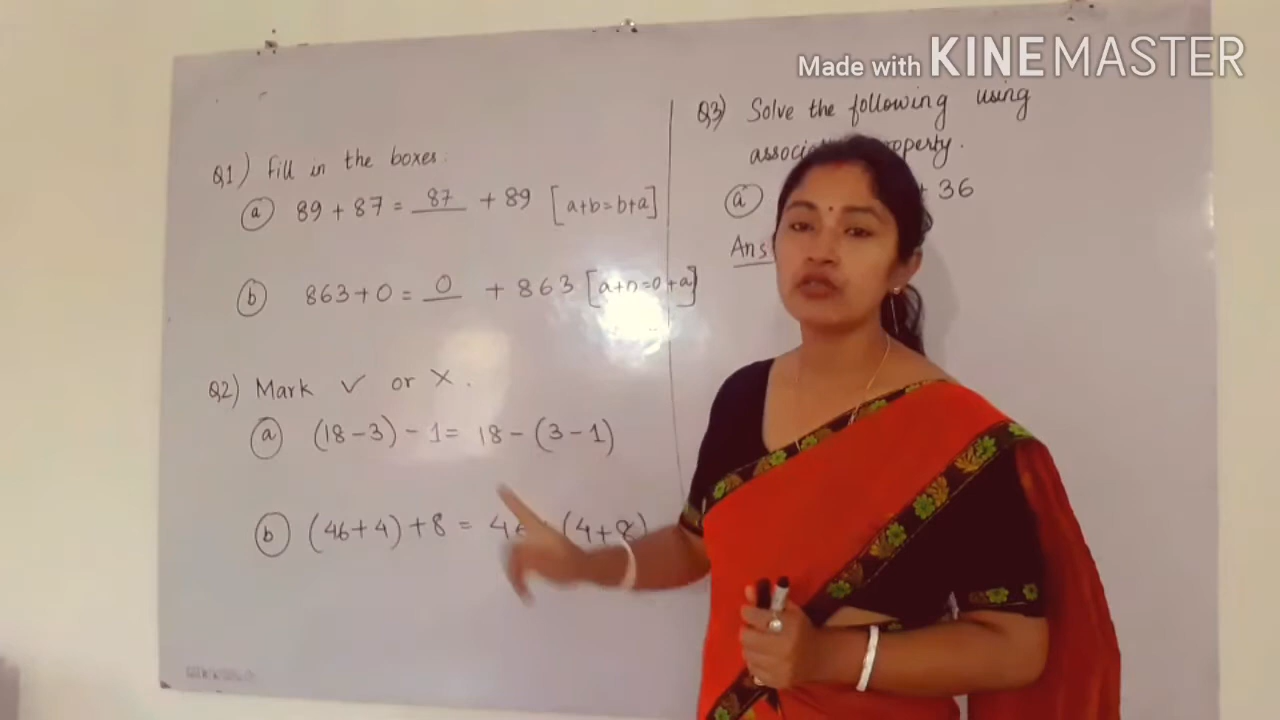 Made with KINEMASTER
Q1) Fill in the boxes.
a 89 + 87 = 87 + 89 [a+b=b+a]
b 863+0 = 0 + 863 [a+0=0+a]
Q2) Mark ✓ or X.
a (18-3) - 1 = 18 - (3-1)
b (46+4) +8 = (4+8)
Q3) Solve the following using
property.
a + 36
Ans